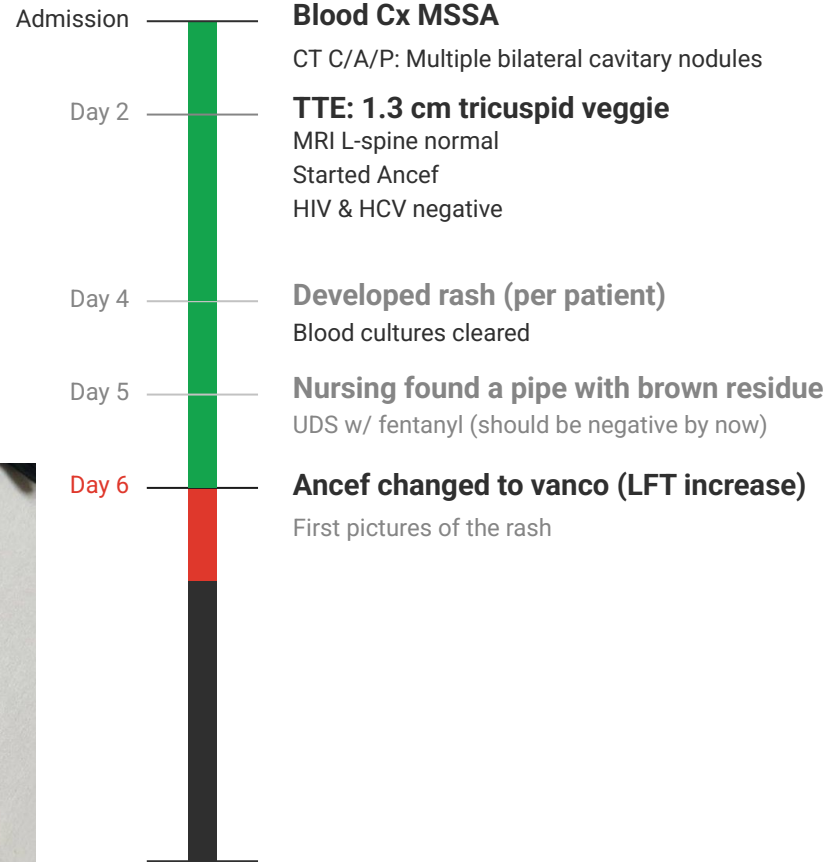 Admission
Blood Cx MSSA
CT C/A/P: Multiple bilateral cavitary nodules
Day 2
TTE: 1.3 cm tricuspid veggie
MRI L-spine normal
Started Ancef
HIV & HCV negative
Day 4
Developed rash (per patient)
Blood cultures cleared
Day 5
Nursing found a pipe with brown residue
UDS w/ fentanyl (should be negative by now)
Day 6
Ancef changed to vanco (LFT increase)
First pictures of the rash